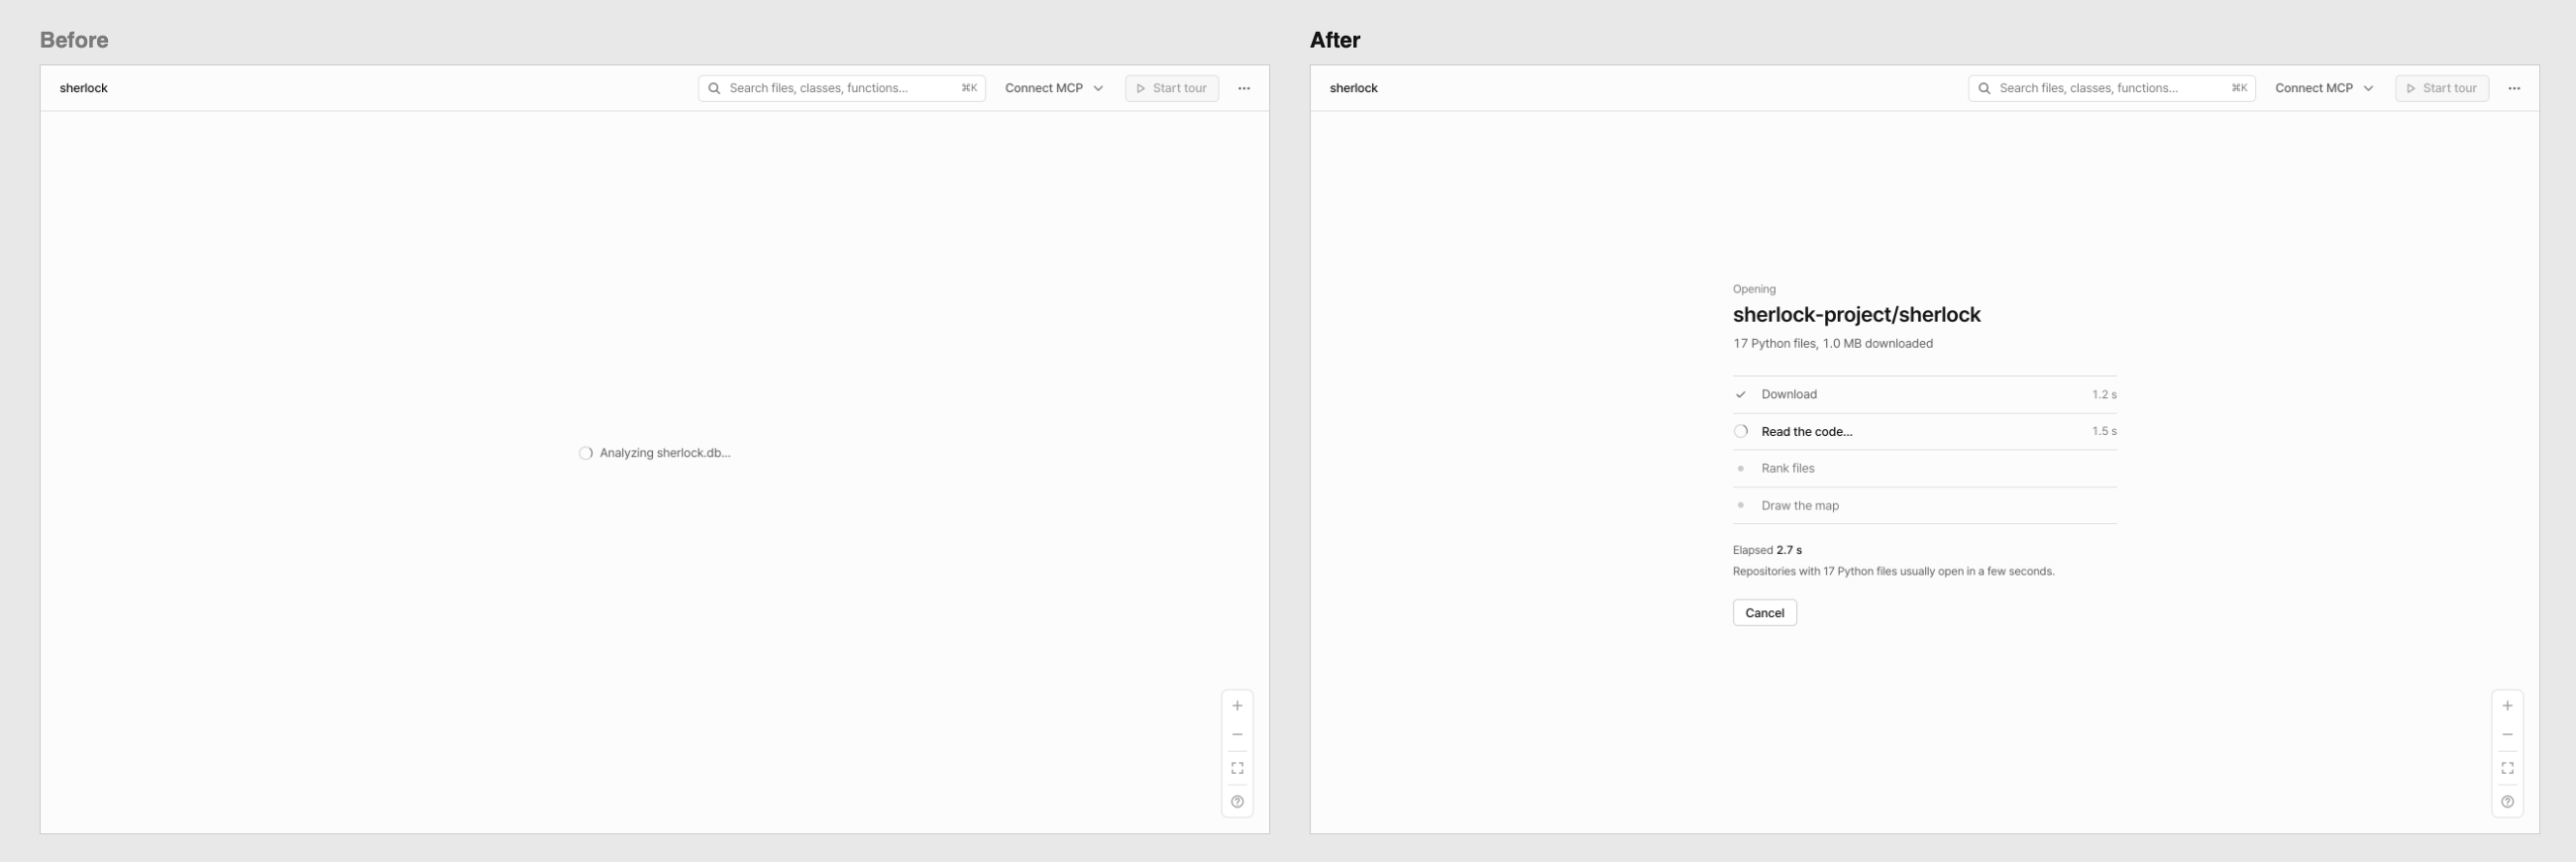 Before
sherlock
Search files, classes, functions... ⌘K
Connect MCP
Start tour
Analyzing sherlock.db...
After
sherlock
Search files, classes, functions... ⌘K
Connect MCP
Start tour
Opening
sherlock-project/sherlock
17 Python files, 1.0 MB downloaded
Download 1.2 s
Read the code... 1.5 s
Rank files
Draw the map
Elapsed 2.7 s
Repositories with 17 Python files usually open in a few seconds.
Cancel